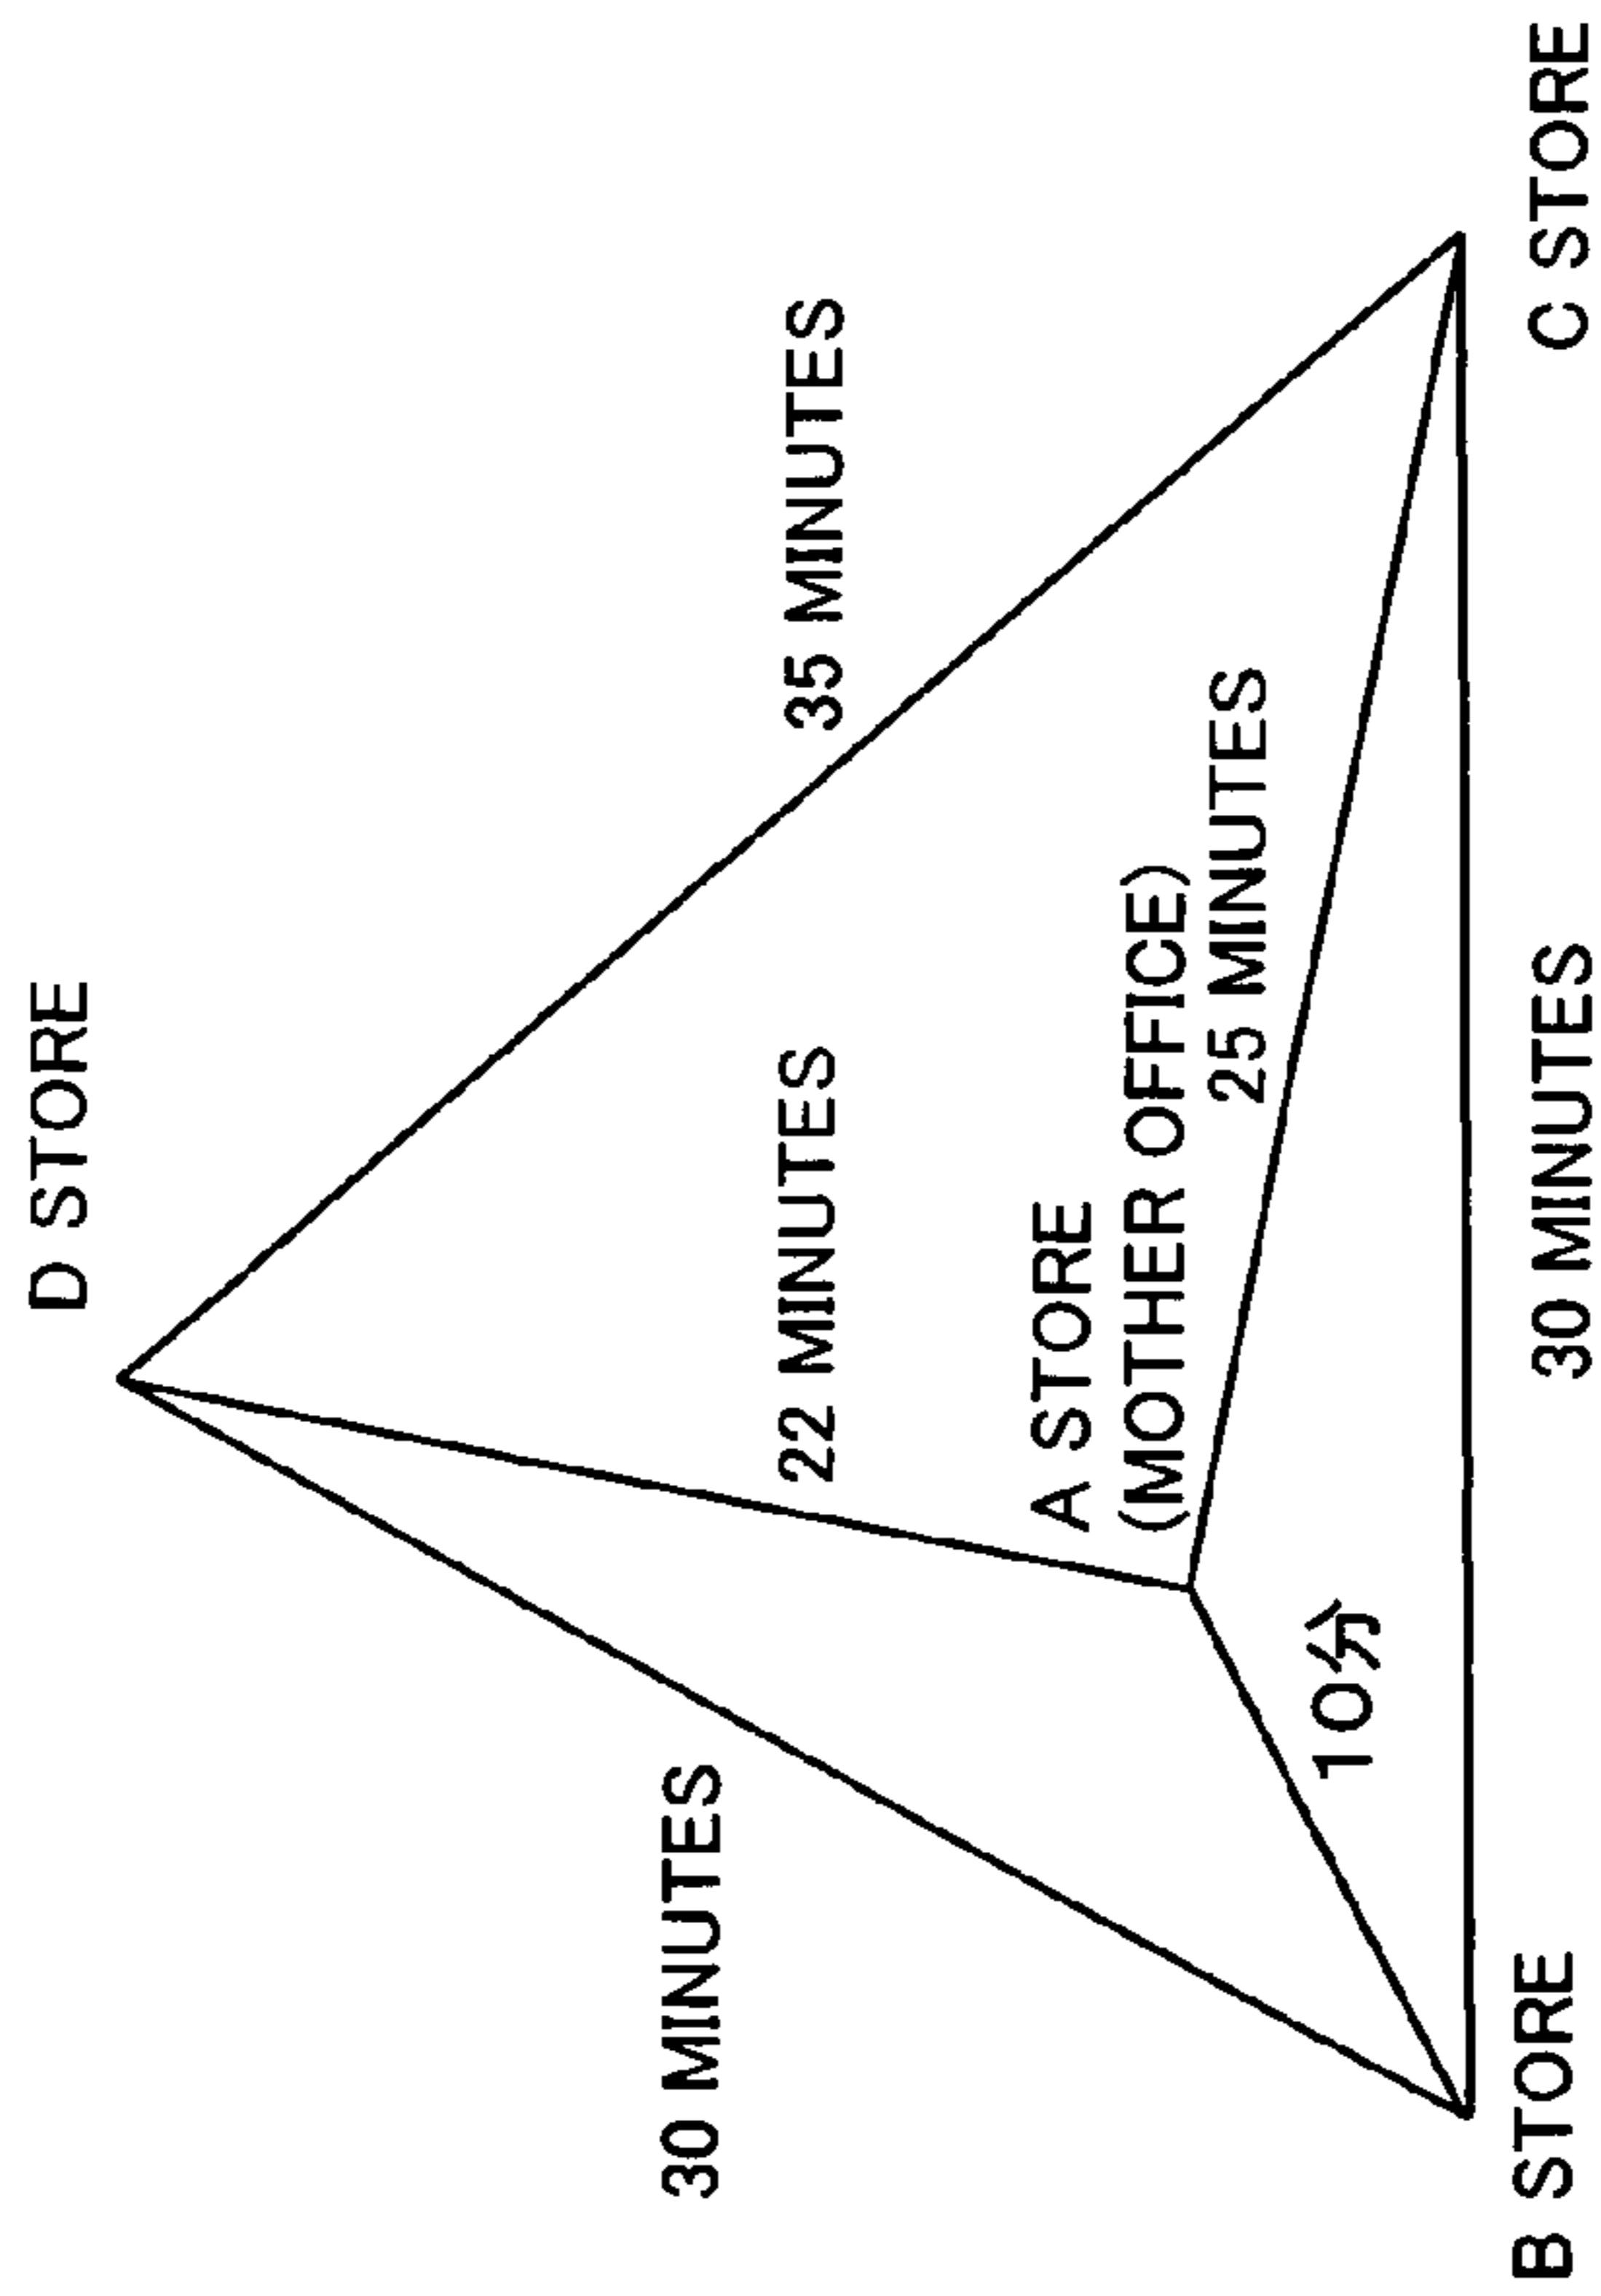 D STORE
30 MINUTES
22 MINUTES
35 MINUTES
A STORE
(MOTHER OFFICE)
25 MINUTES
10分
B STORE
30 MINUTES
C STORE